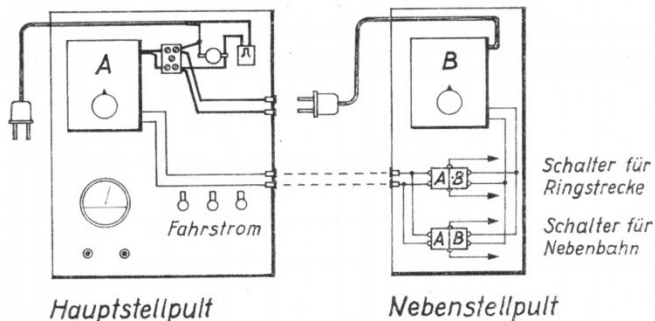 A
B
A B
Schalter für
Ringstrecke
Fahrstrom
A B
Schalter für
Nebenbahn
Hauptstellpult
Nebenstellpult